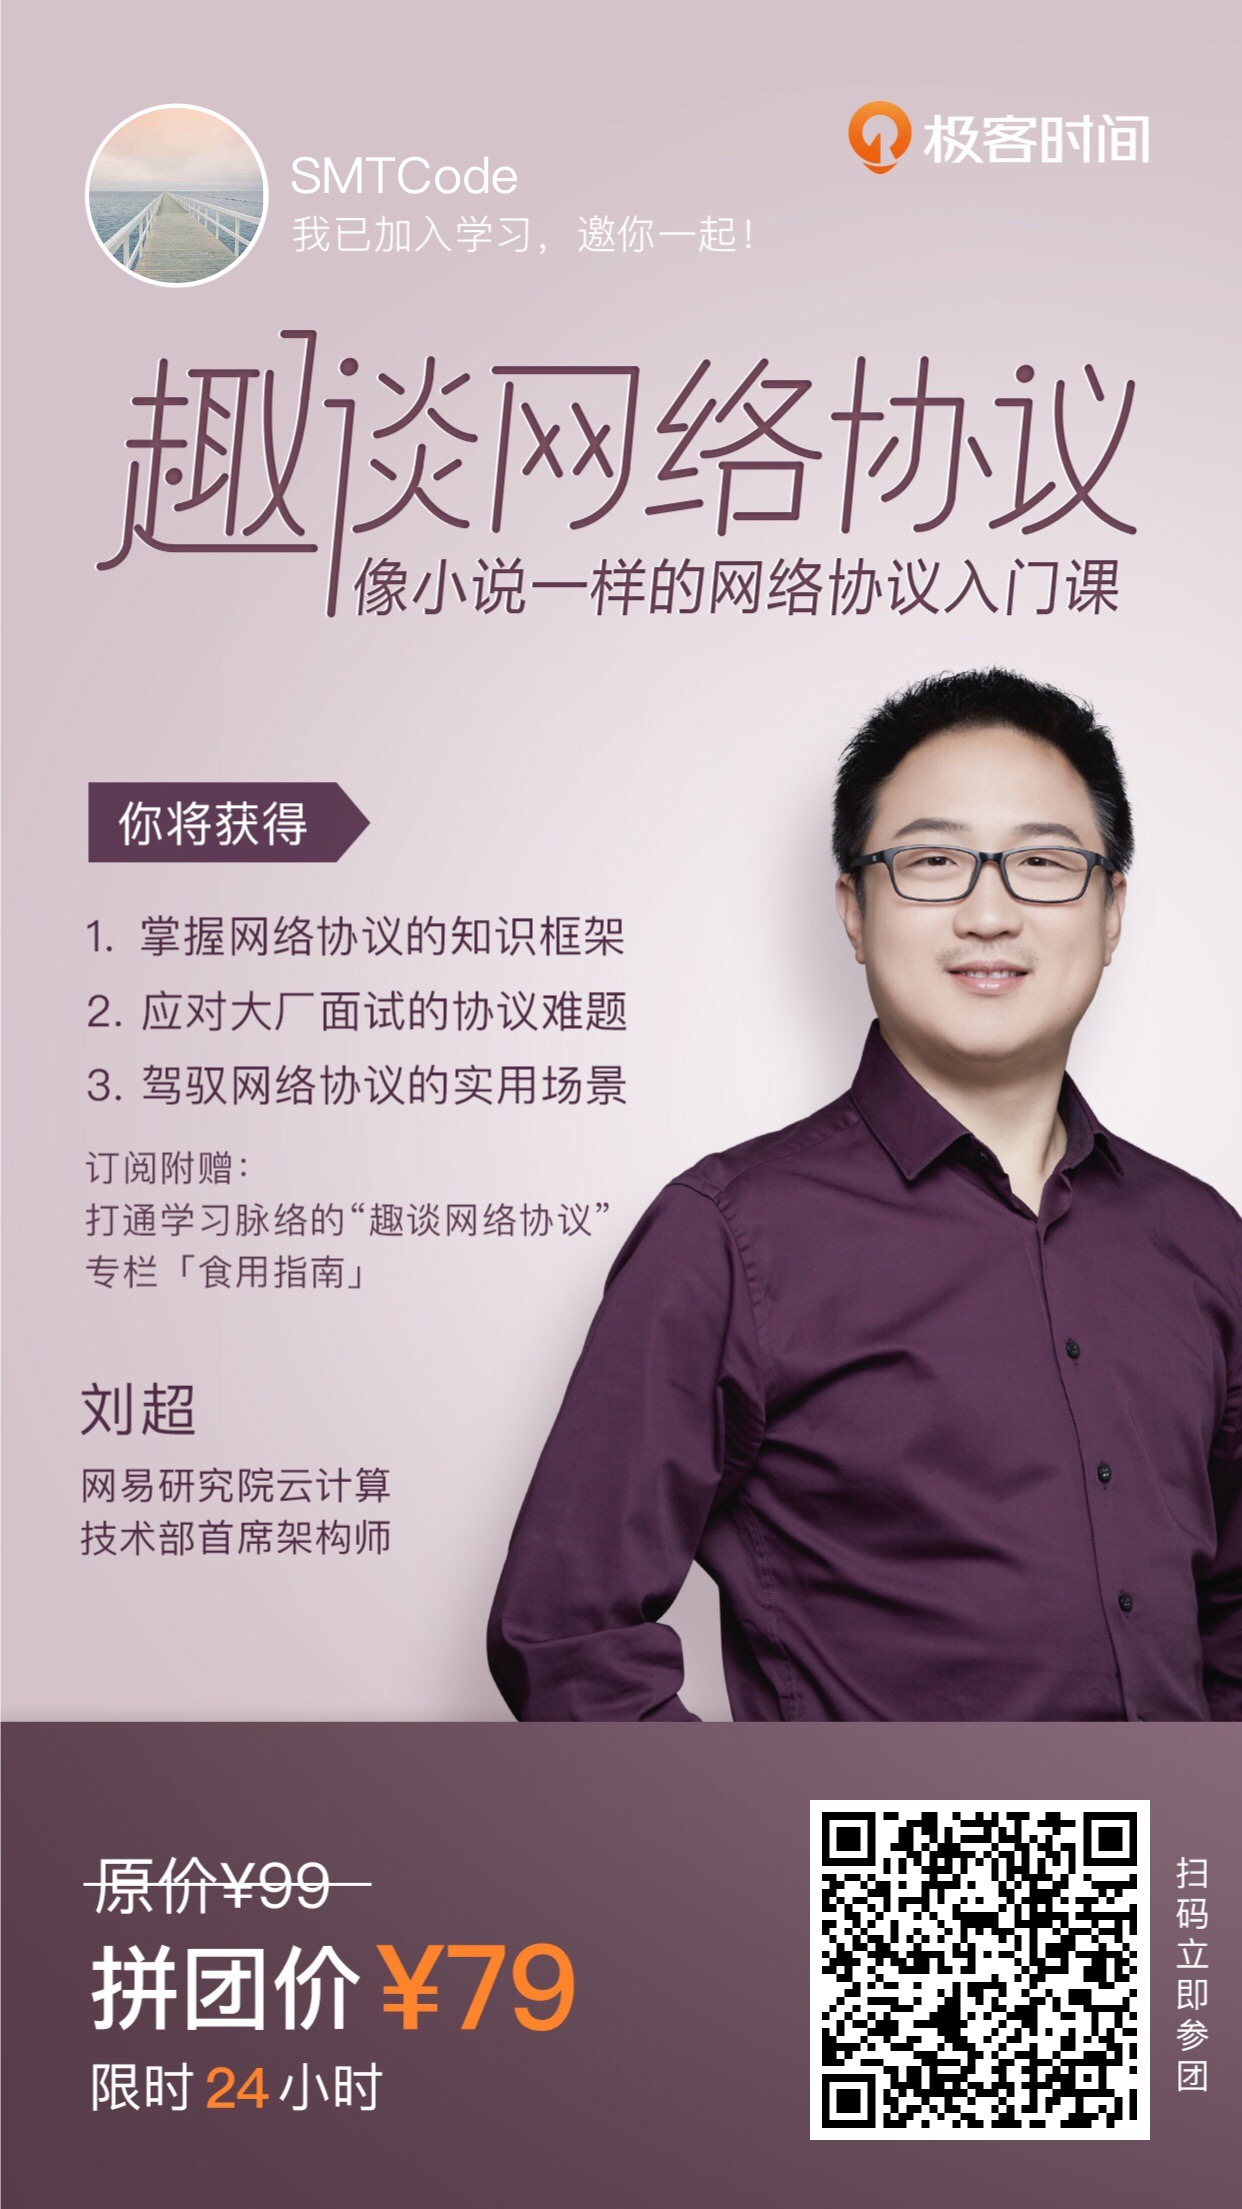 极客时间
SMTCode
我已加入学习，邀你一起！
趣谈网络协议
像小说一样的网络协议入门课
你将获得
1. 掌握网络协议的知识框架
2. 应对大厂面试的协议难题
3. 驾驭网络协议的实用场景
订阅附赠：
打通学习脉络的“趣谈网络协议”
专栏「食用指南」
刘超
网易研究院云计算
技术部首席架构师
原价¥99
拼团价¥79
限时24小时
扫码立即参团